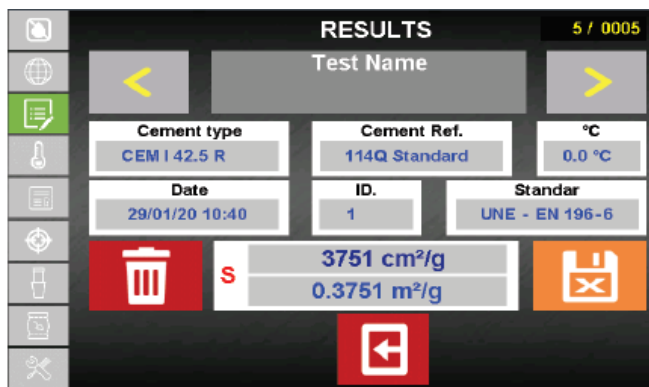 RESULTS
5 / 0005
<
Test Name
>
Cement type
Cement Ref.
°C
CEM I 42.5 R
114Q Standard
0.0 °C
Date
ID.
Standar
29/01/20 10:40
1
UNE - EN 196-6
S
3751 cm²/g
0.3751 m²/g